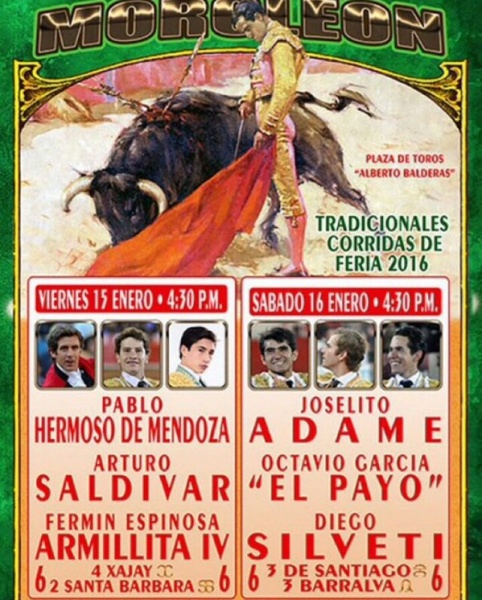 MOROLEON
PLAZA DE TOROS
"ALBERTO BALDERAS"
TRADICIONALES
CORRIDAS DE
FERIA 2016
VIERNES 15 ENERO • 4:30 P.M.
PABLO
HERMOSO DE MENDOZA
ARTURO
SALDIVAR
FERMIN ESPINOSA
ARMILLITA IV
6 4 XAJAY 6
2 SANTA BARBARA
SABADO 16 ENERO • 4:30 P.M.
JOSELITO
ADAME
OCTAVIO GARCIA
"EL PAYO"
DIEGO
SILVETI
6 3 DE SANTIAGO 6
3 BARRALVA